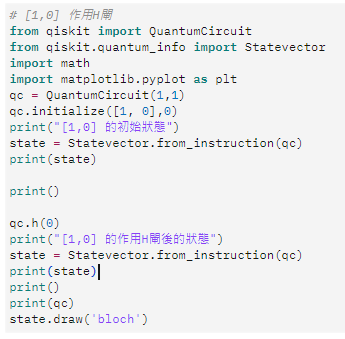 # [1,0] 作用H閘
from qiskit import QuantumCircuit
from qiskit.quantum_info import Statevector
import math
import matplotlib.pyplot as plt
qc = QuantumCircuit(1,1)
qc.initialize([1, 0],0)
print("[1,0] 的初始狀態")
state = Statevector.from_instruction(qc)
print(state)
print()
qc.h(0)
print("[1,0] 的作用H閘後的狀態")
state = Statevector.from_instruction(qc)
print(state)
print()
print(qc)
state.draw('bloch')